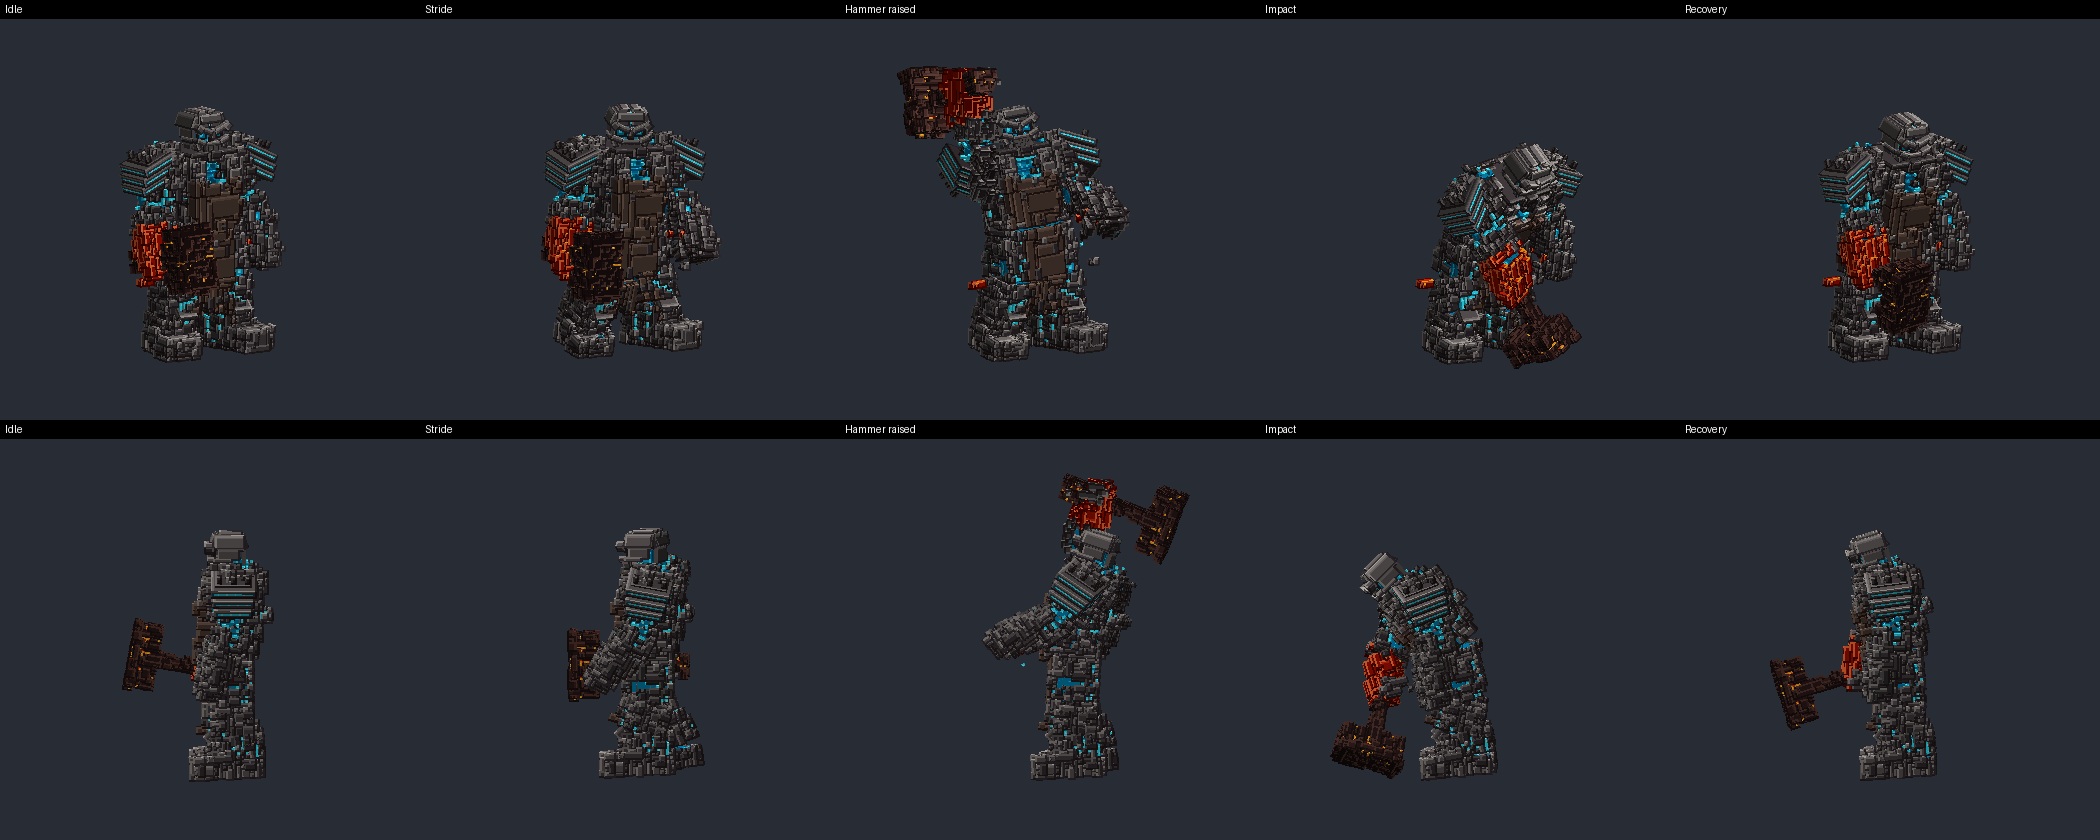 Idle
Stride
Hammer raised
Impact
Recovery
Idle
Stride
Hammer raised
Impact
Recovery